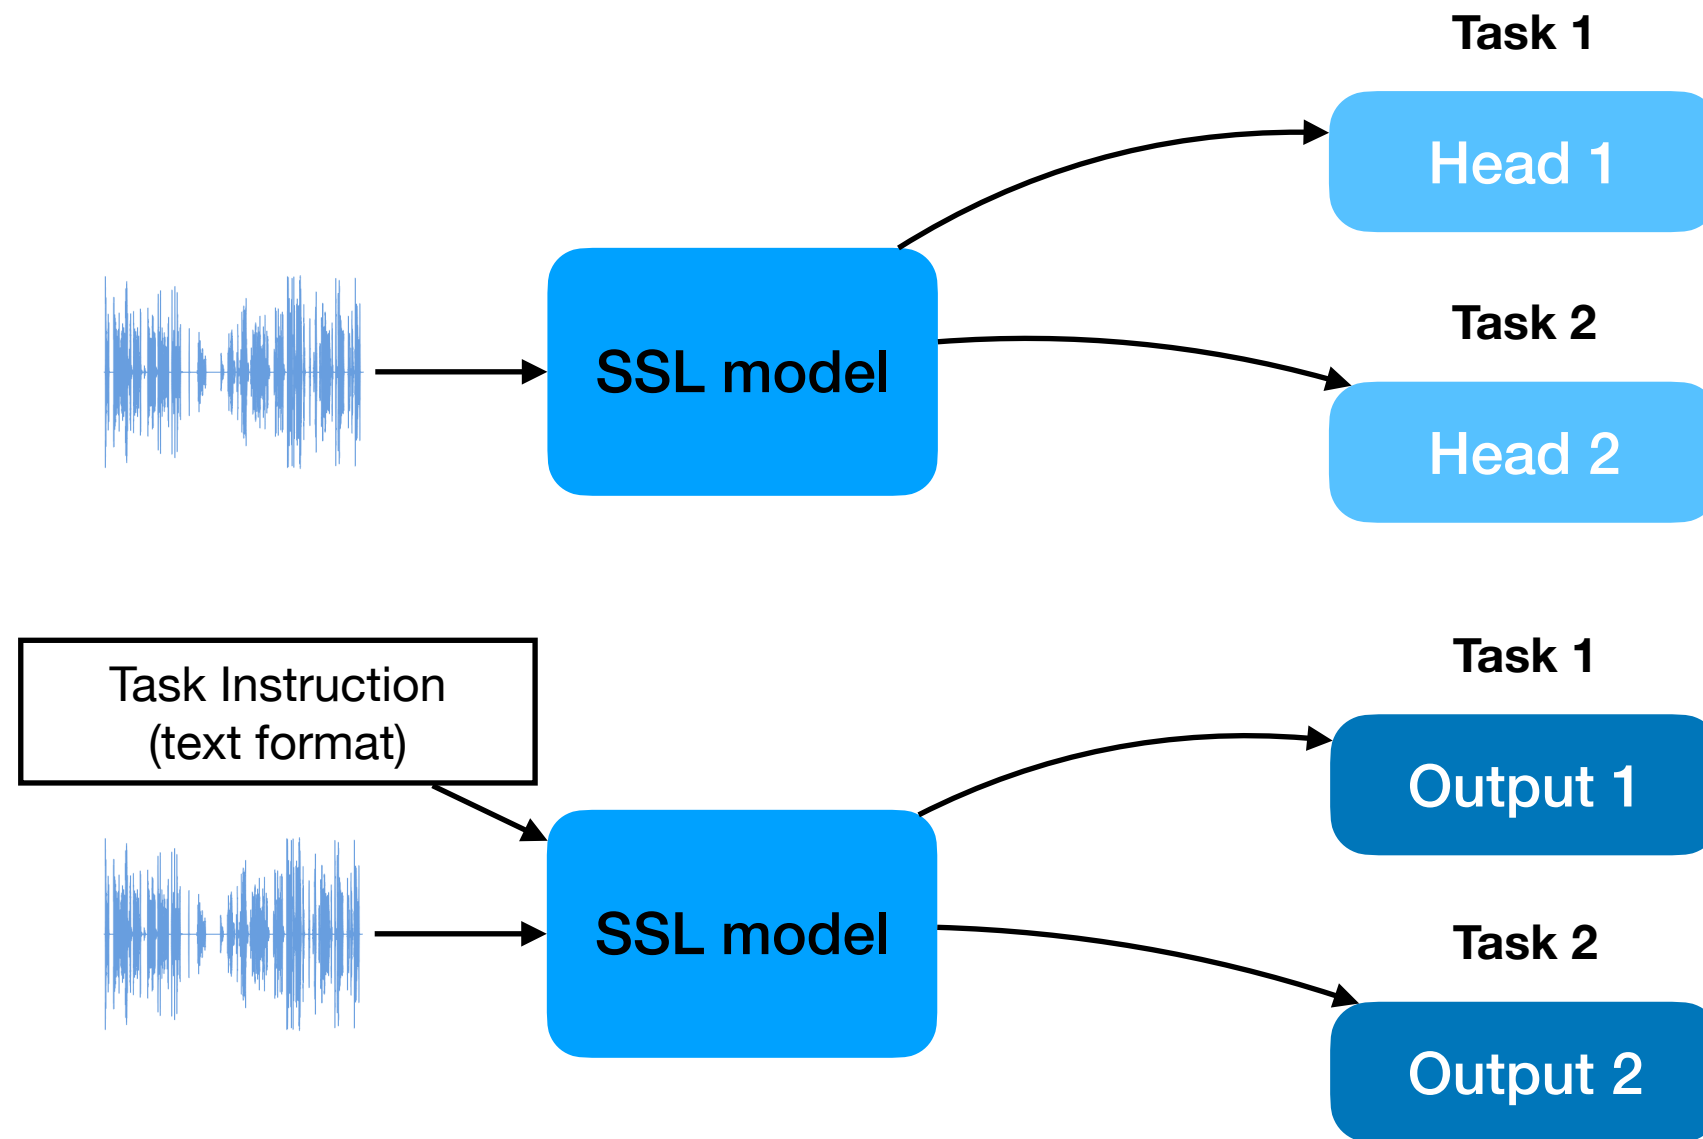 Task 1
Head 1
SSL model
Task 2
Head 2
Task Instruction
(text format)
SSL model
Task 1
Output 1
Task 2
Output 2